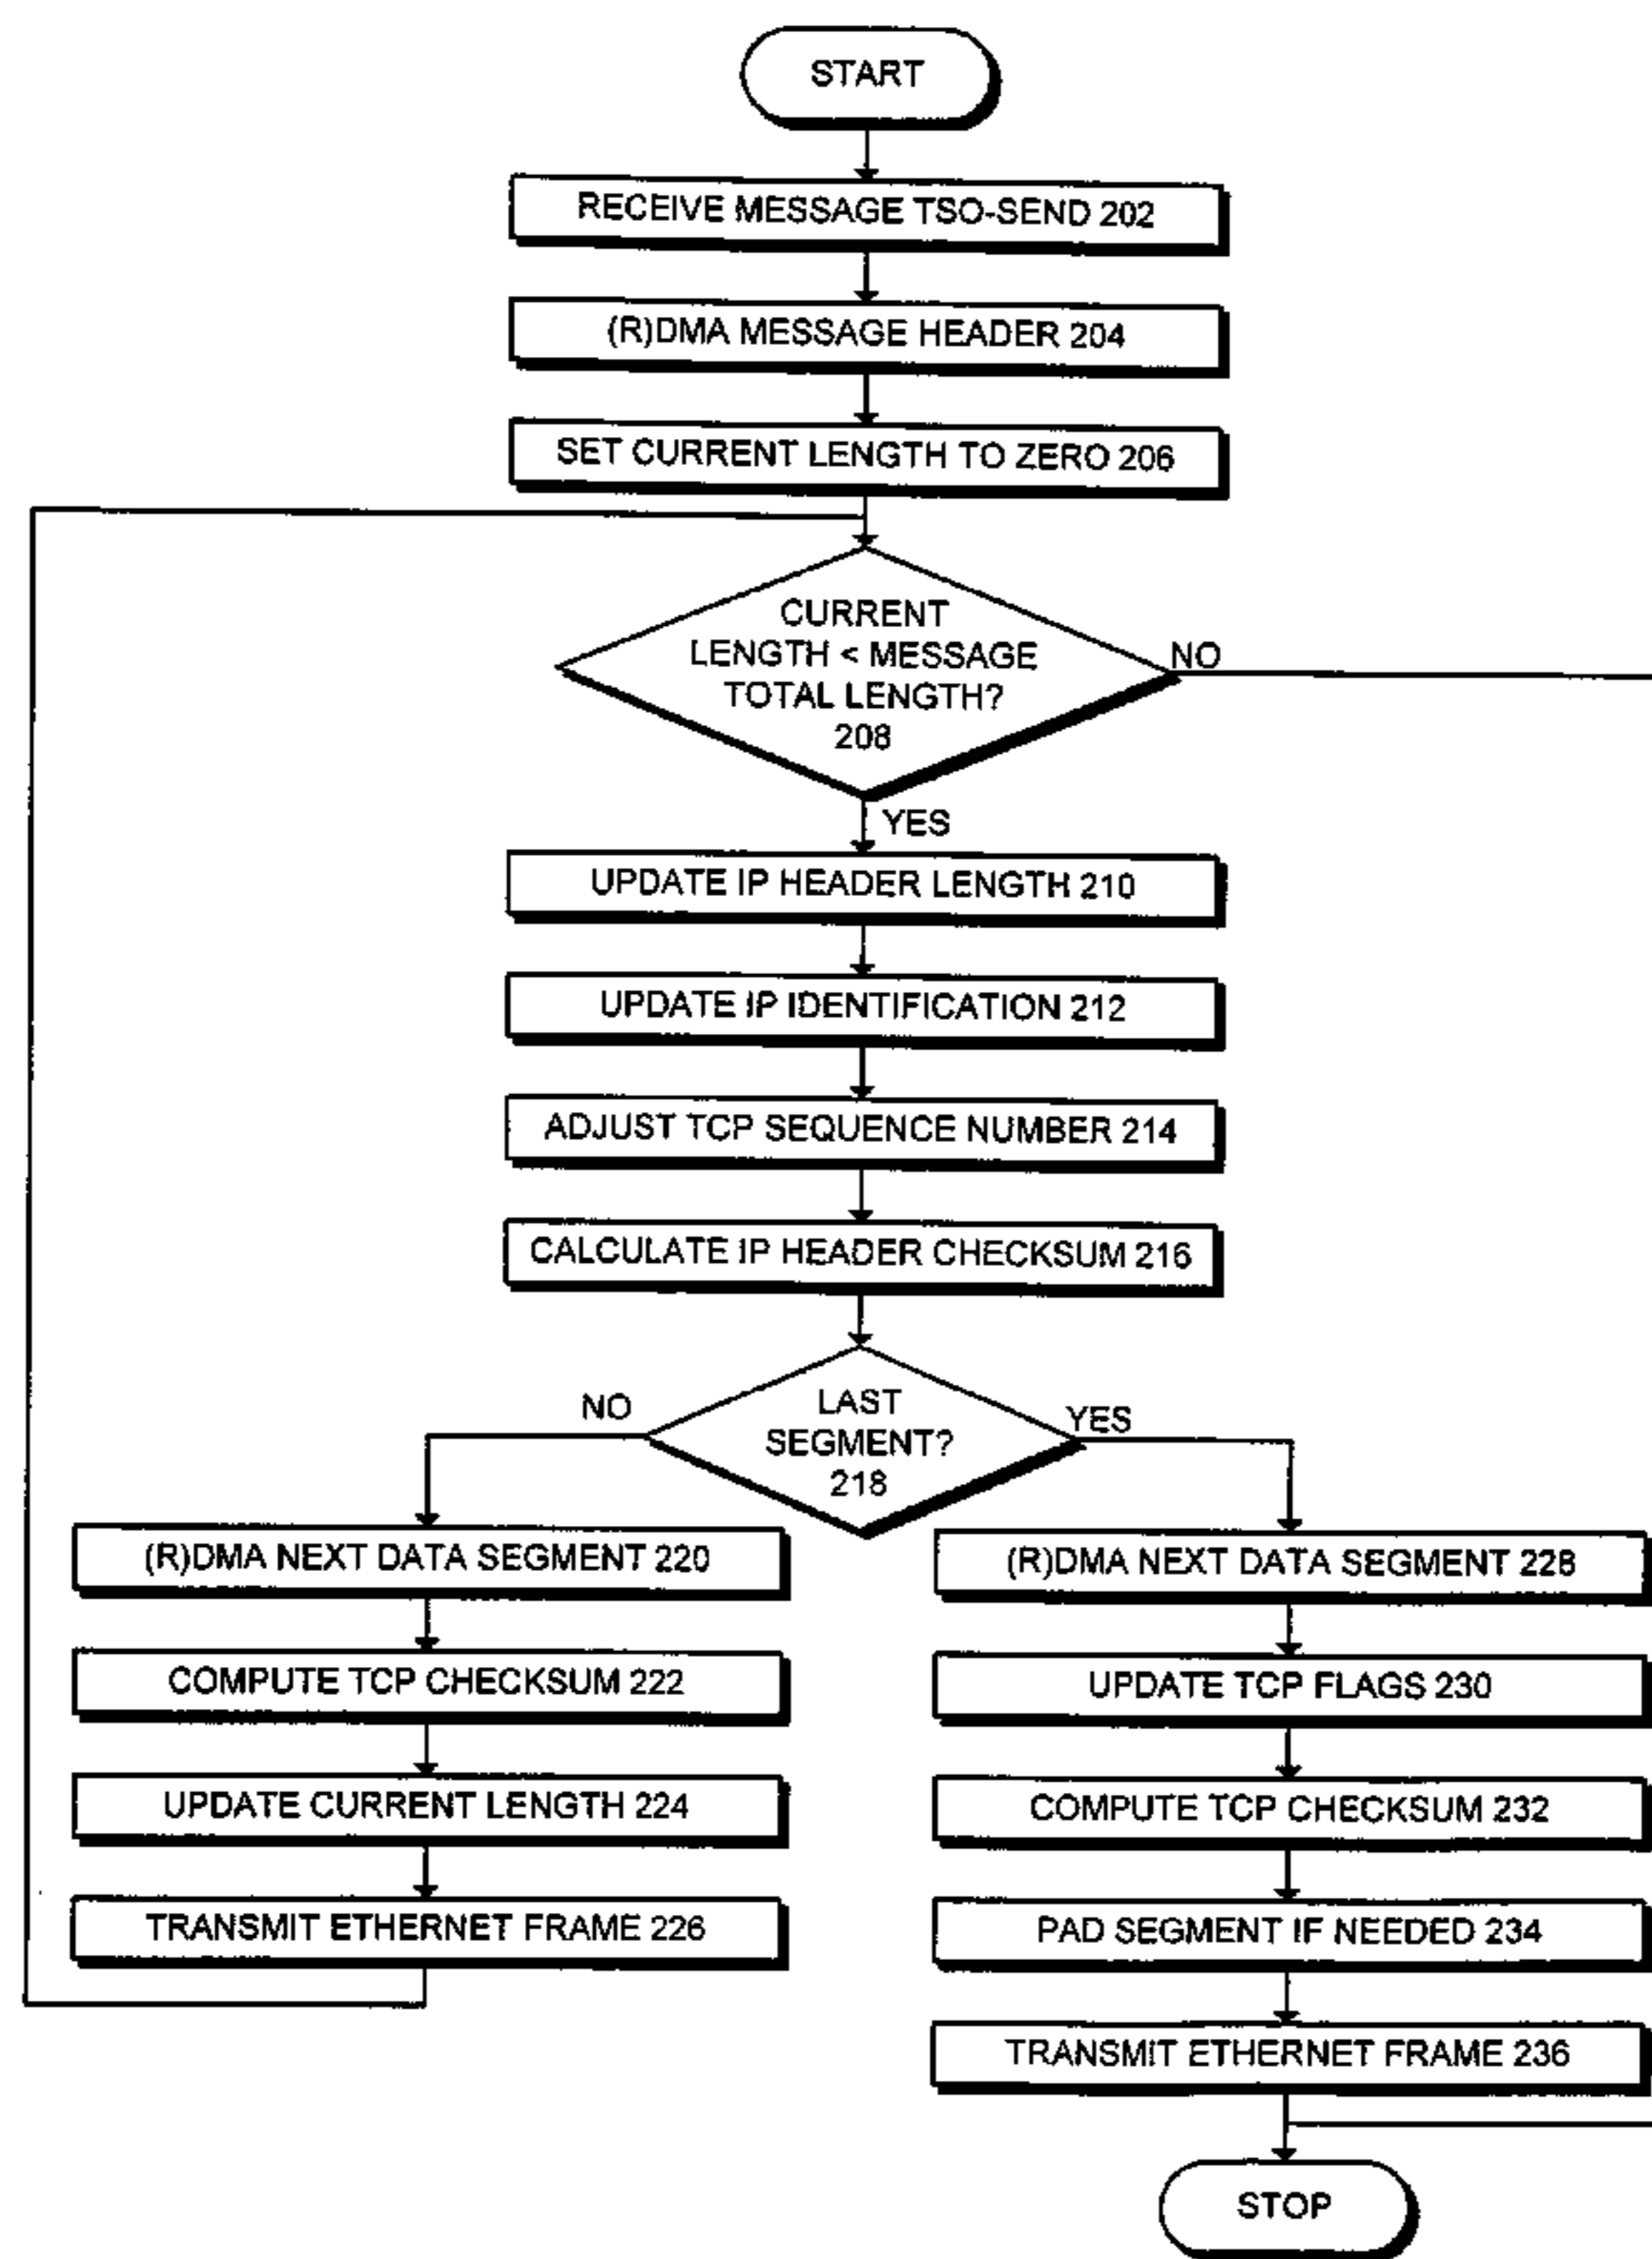 START
RECEIVE MESSAGE TSO-SEND 202
(R)DMA MESSAGE HEADER 204
SET CURRENT LENGTH TO ZERO 206
CURRENT
LENGTH < MESSAGE
TOTAL LENGTH?
208
NO
YES
UPDATE IP HEADER LENGTH 210
UPDATE IP IDENTIFICATION 212
ADJUST TCP SEQUENCE NUMBER 214
CALCULATE IP HEADER CHECKSUM 216
LAST
SEGMENT?
218
NO
YES
(R)DMA NEXT DATA SEGMENT 220
COMPUTE TCP CHECKSUM 222
UPDATE CURRENT LENGTH 224
TRANSMIT ETHERNET FRAME 226
(R)DMA NEXT DATA SEGMENT 228
UPDATE TCP FLAGS 230
COMPUTE TCP CHECKSUM 232
PAD SEGMENT IF NEEDED 234
TRANSMIT ETHERNET FRAME 236
STOP